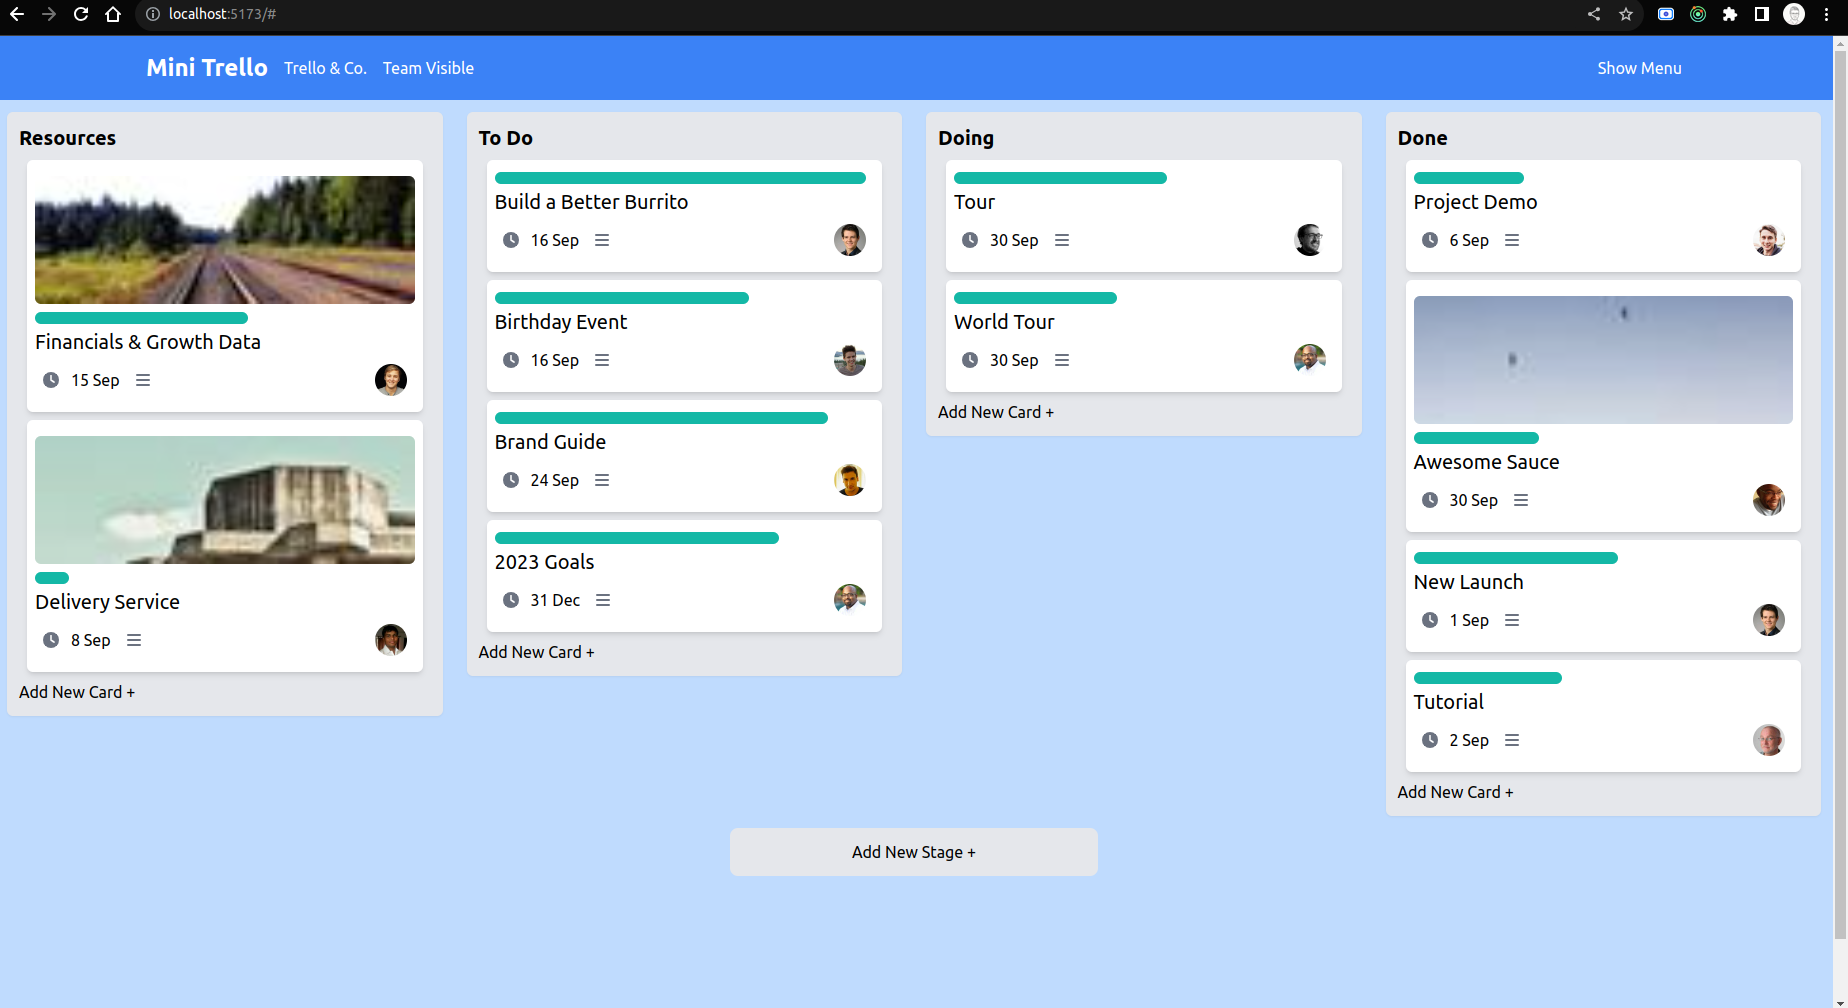 localhost:5173/#
Mini Trello Trello & Co. Team Visible Show Menu
Resources
Financials & Growth Data
15 Sep
Delivery Service
8 Sep
Add New Card +
To Do
Build a Better Burrito
16 Sep
Birthday Event
16 Sep
Brand Guide
24 Sep
2023 Goals
31 Dec
Add New Card +
Doing
Tour
30 Sep
World Tour
30 Sep
Add New Card +
Done
Project Demo
6 Sep
Awesome Sauce
30 Sep
New Launch
1 Sep
Tutorial
2 Sep
Add New Card +
Add New Stage +